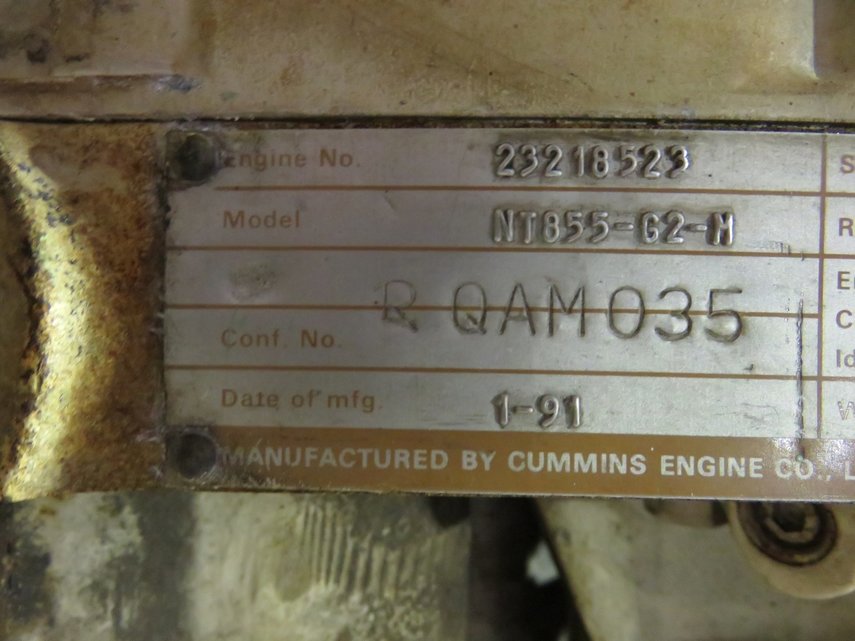 Engine No. 23218523 S
Model NT855-G2-M R
R QAM035 E
Conf. No. C
Id
Date of mfg. 1-91 W
MANUFACTURED BY CUMMINS ENGINE CO., L